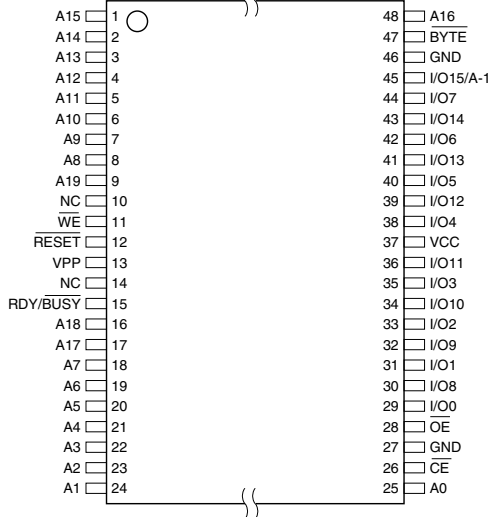 A15 1 48 A16
A14 2 47 BYTE
A13 3 46 GND
A12 4 45 I/O15/A-1
A11 5 44 I/O7
A10 6 43 I/O14
A9 7 42 I/O6
A8 8 41 I/O13
A19 9 40 I/O5
NC 10 39 I/O12
WE 11 38 I/O4
RESET 12 37 VCC
VPP 13 36 I/O11
NC 14 35 I/O3
RDY/BUSY 15 34 I/O10
A18 16 33 I/O2
A17 17 32 I/O9
A7 18 31 I/O1
A6 19 30 I/O8
A5 20 29 I/O0
A4 21 28 OE
A3 22 27 GND
A2 23 26 CE
A1 24 25 A0